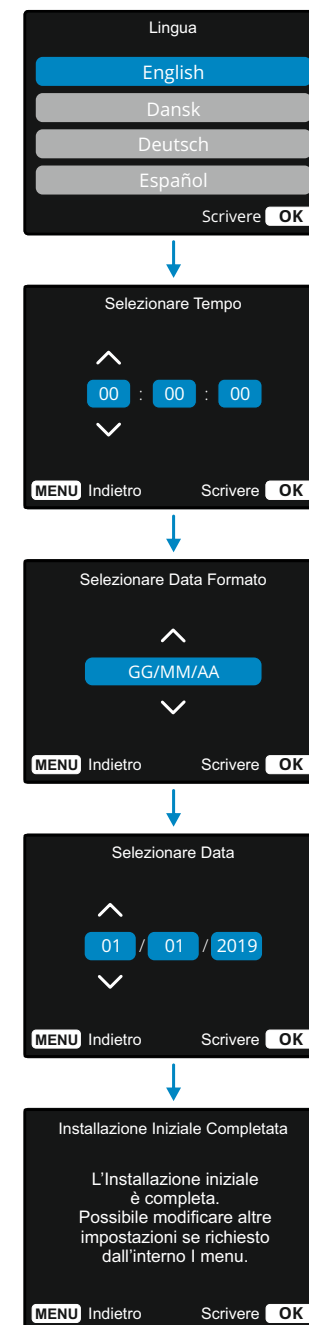 Lingua
English
Dansk
Deutsch
Español
Scrivere OK
Selezionare Tempo
00 : 00 : 00
MENU Indietro Scrivere OK
Selezionare Data Formato
GG/MM/AA
MENU Indietro Scrivere OK
Selezionare Data
01 / 01 / 2019
MENU Indietro Scrivere OK
Installazione Iniziale Completata
L'Installazione iniziale
è completa.
Possibile modificare altre
impostazioni se richiesto
dall'interno I menu.
MENU Indietro Scrivere OK